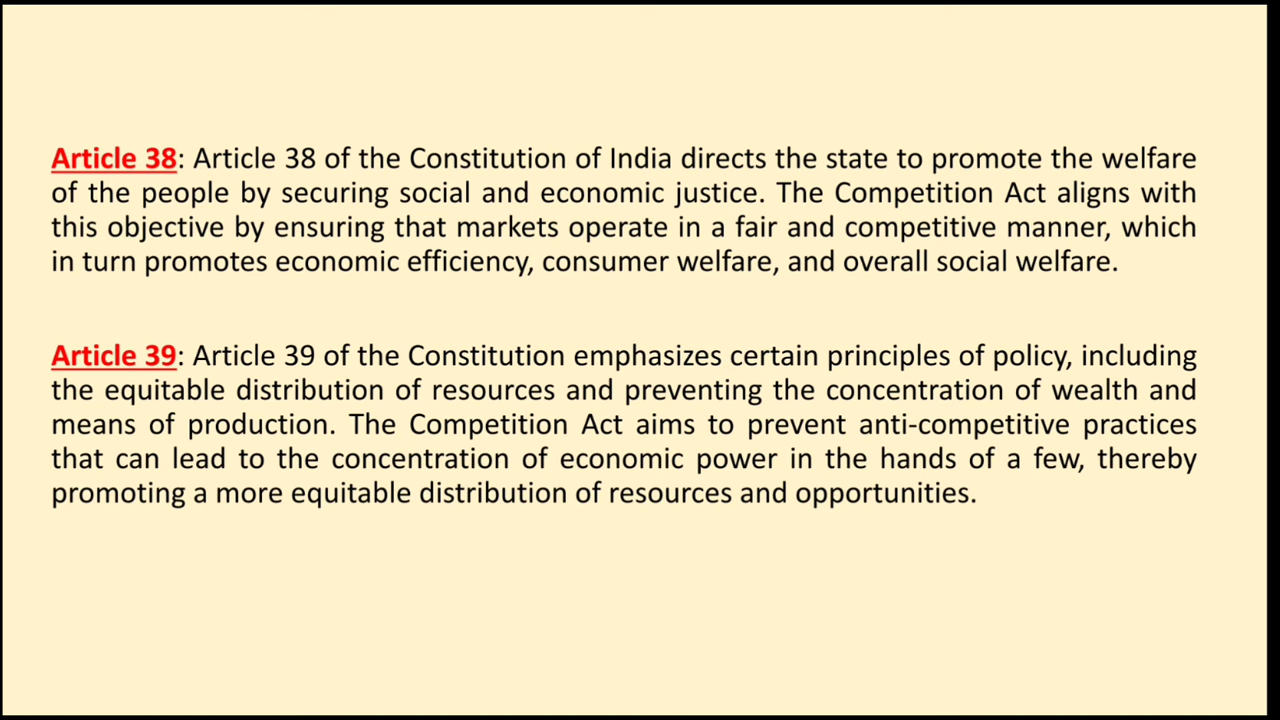 Article 38: Article 38 of the Constitution of India directs the state to promote the welfare
of the people by securing social and economic justice. The Competition Act aligns with
this objective by ensuring that markets operate in a fair and competitive manner, which
in turn promotes economic efficiency, consumer welfare, and overall social welfare.
Article 39: Article 39 of the Constitution emphasizes certain principles of policy, including
the equitable distribution of resources and preventing the concentration of wealth and
means of production. The Competition Act aims to prevent anti-competitive practices
that can lead to the concentration of economic power in the hands of a few, thereby
promoting a more equitable distribution of resources and opportunities.